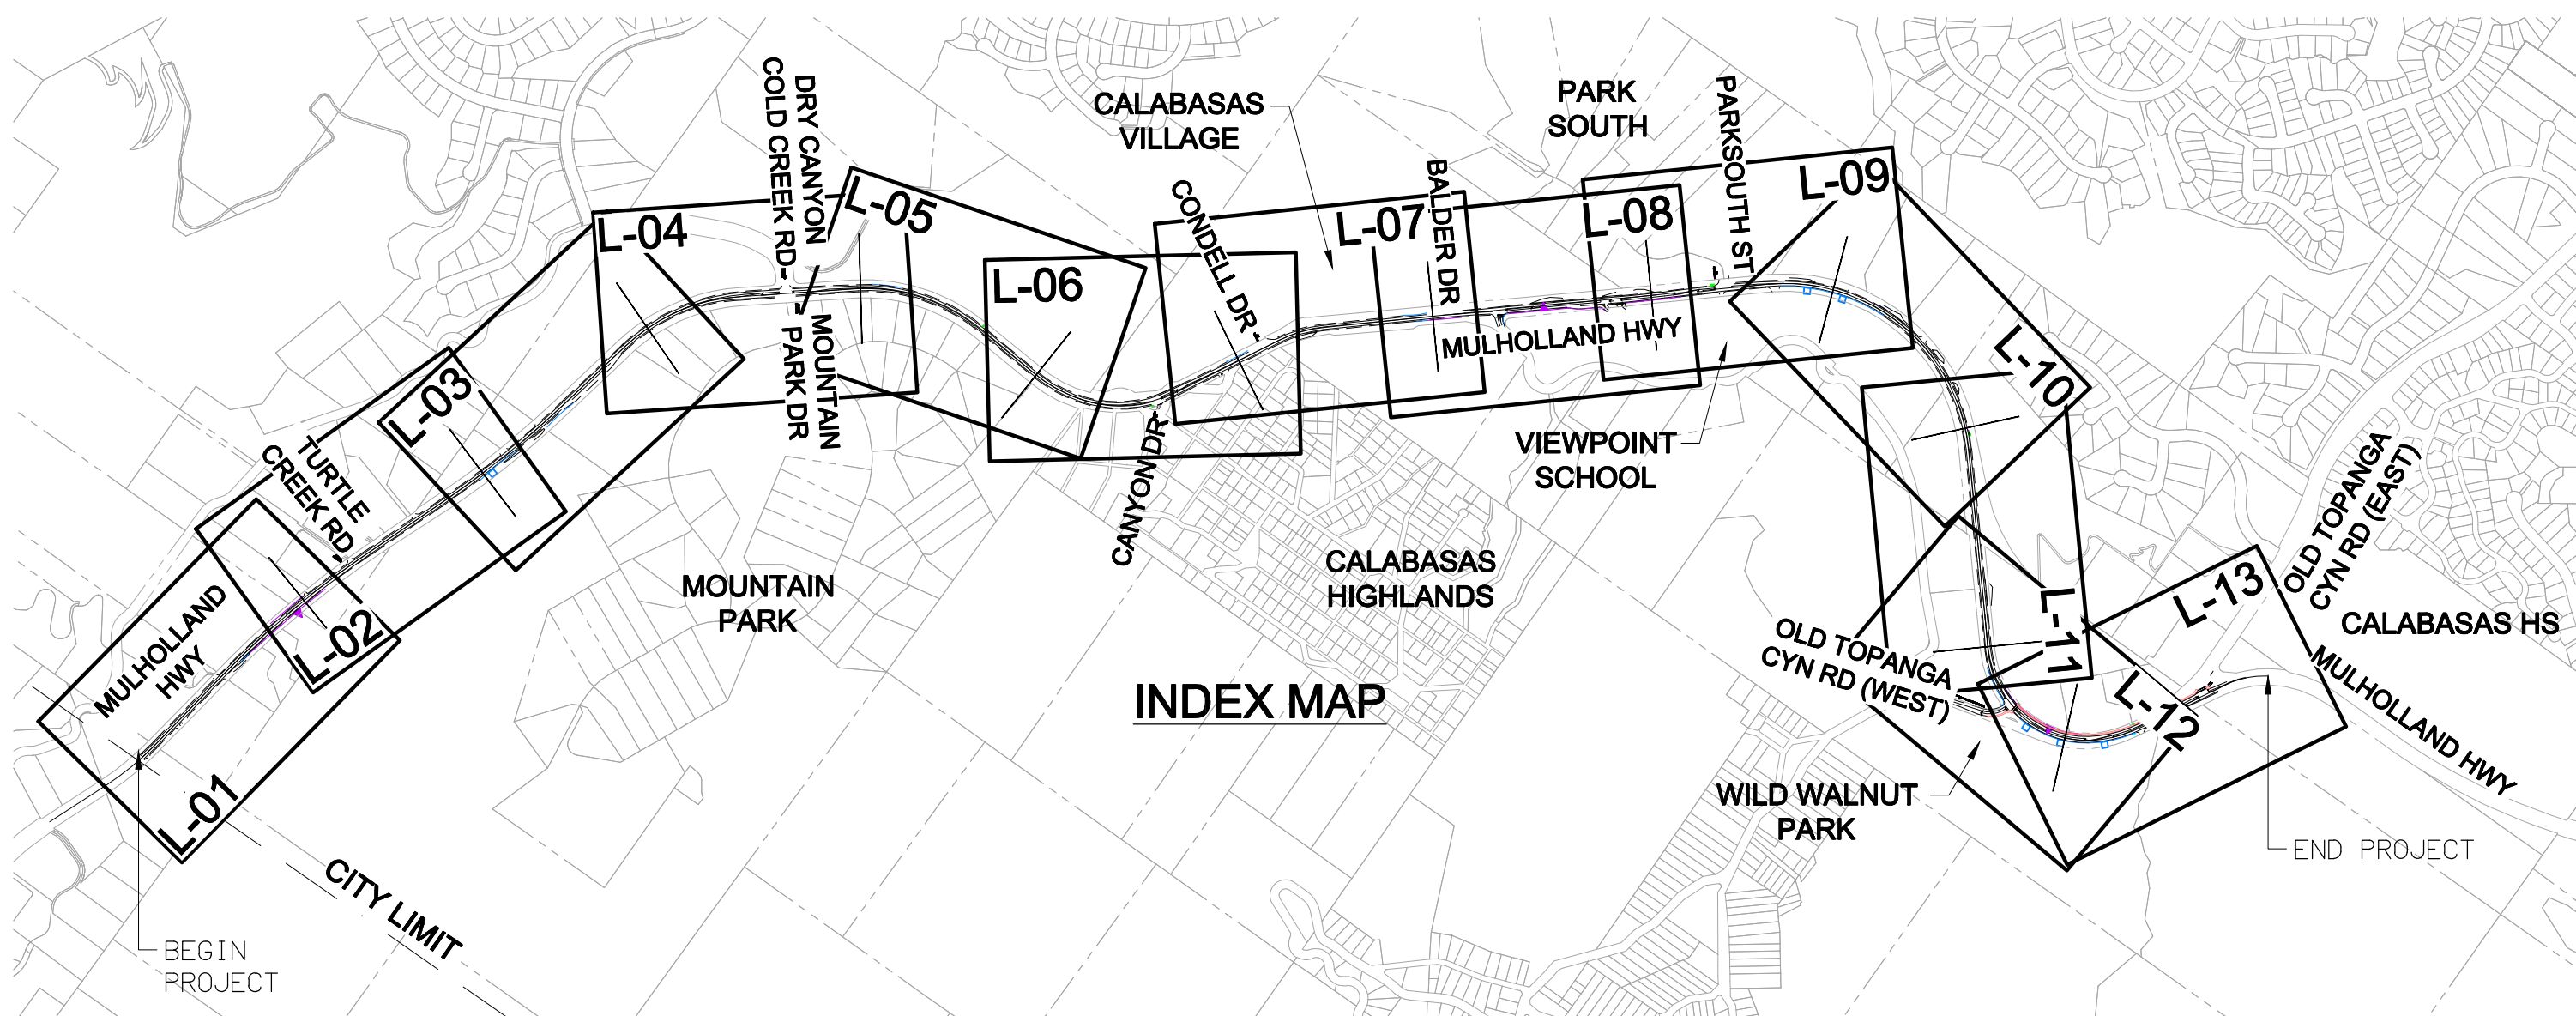 DRY CANYON
COLD CREEK RD
CALABASAS
VILLAGE
PARK
SOUTH
PARKSOUTH ST
BALDER DR
CONDELL DR
L-04
L-05
L-06
L-07
L-08
L-09
L-10
MULHOLLAND HWY
MOUNTAIN
PARK DR
L-03
TURTLE
CREEK RD
CANYON DR
VIEWPOINT
SCHOOL
OLD TOPANGA
CYN RD (EAST)
CALABASAS
HIGHLANDS
MOUNTAIN
PARK
MULHOLLAND
HWY
L-02
L-01
L-11
L-13
CALABASAS HS
OLD TOPANGA
CYN RD (WEST)
L-12
MULHOLLAND HWY
INDEX MAP
WILD WALNUT
PARK
END PROJECT
CITY LIMIT
BEGIN
PROJECT